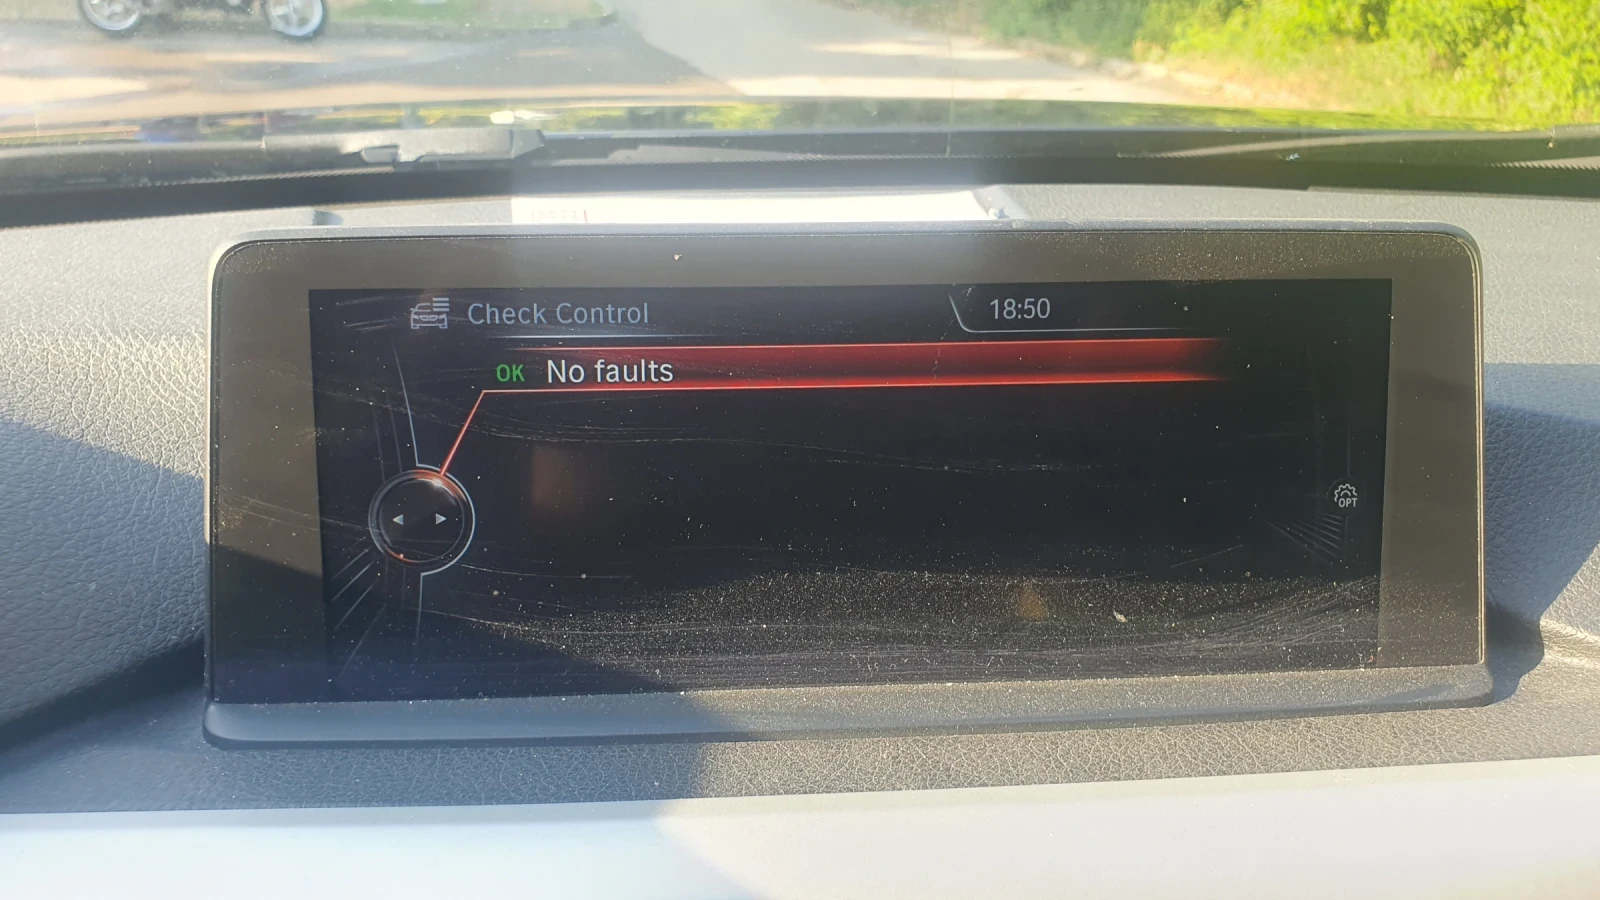 Check Control
18:50
OK No faults
OPT